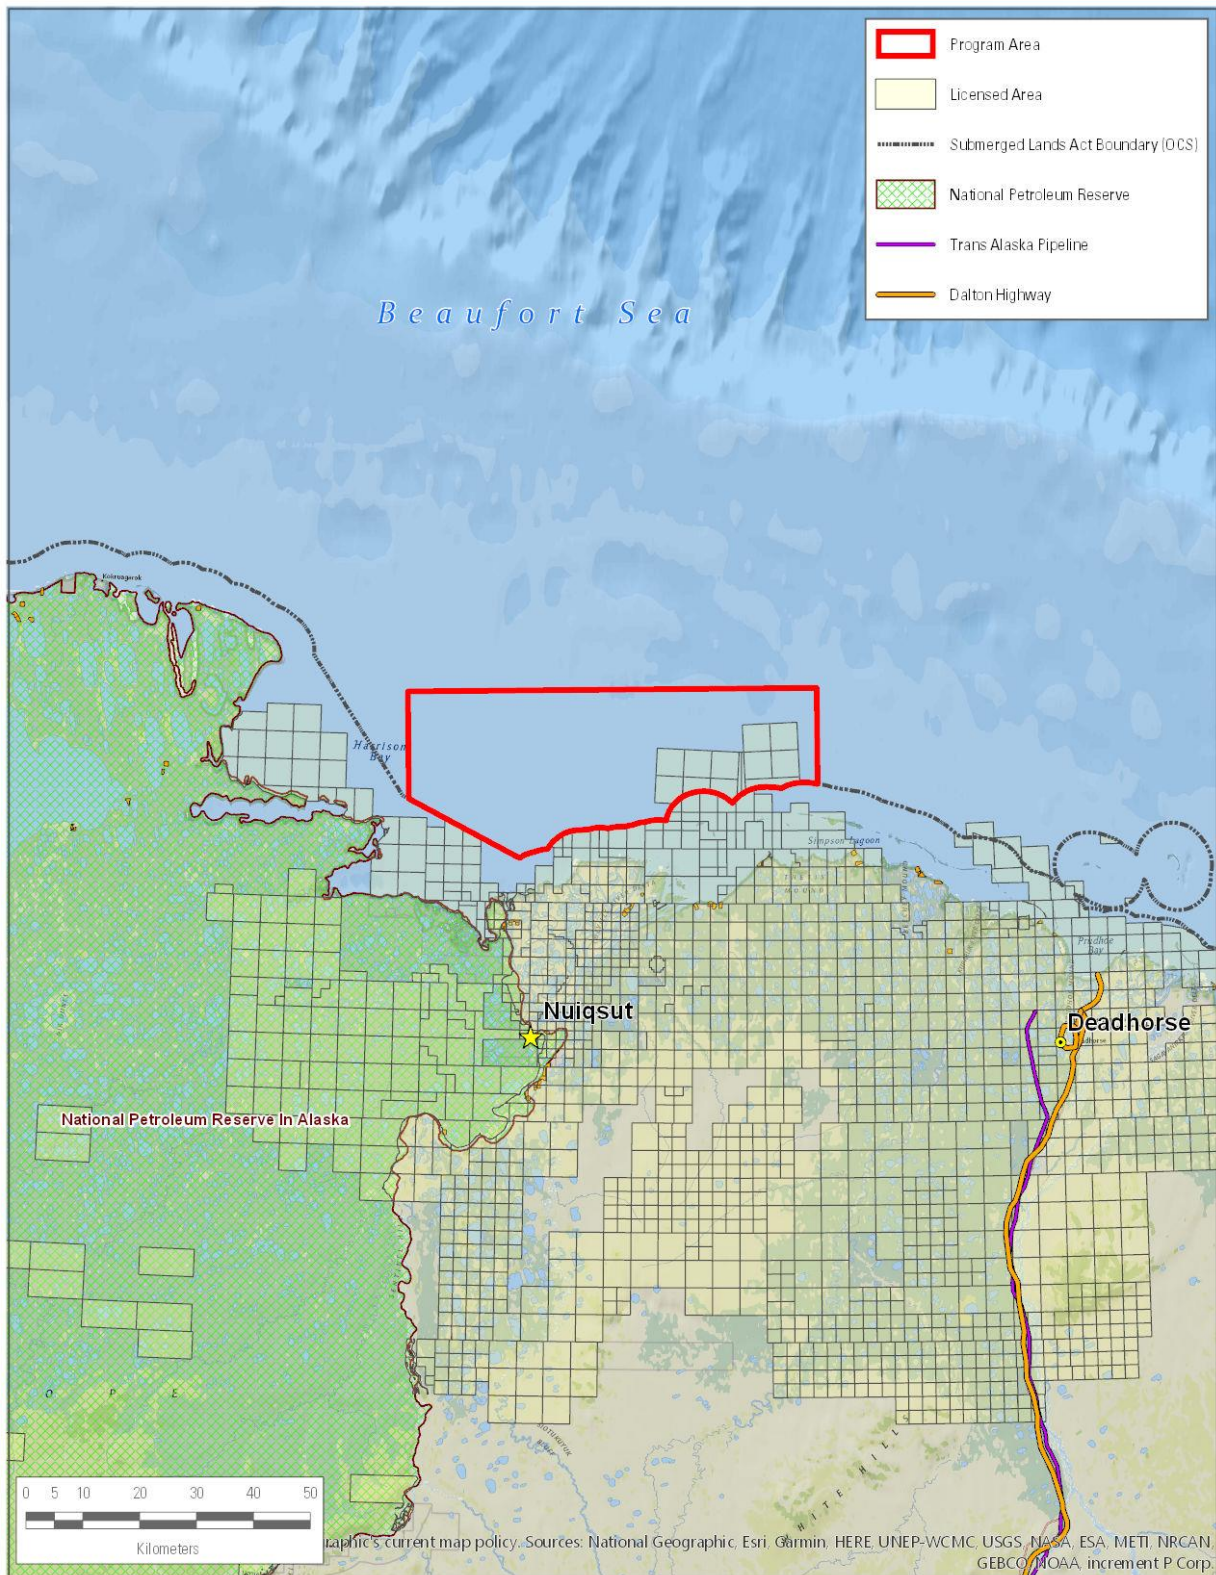 Program Area
Licensed Area
Submerged Lands Act Boundary (OCS)
National Petroleum Reserve
Trans Alaska Pipeline
Dalton Highway
Beaufort Sea
Harrison
Bay
Simpson Lagoon
Prudhoe
Bay
Nuiqsut
Deadhorse
National Petroleum Reserve In Alaska
O P E
WHITE HILLS
0 5 10 20 30 40 50
Kilometers
raphic's current map policy. Sources: National Geographic, Esri, Garmin, HERE, UNEP-WCMC, USGS, NASA, ESA, METI, NRCAN,
GEBCO, NOAA, increment P Corp.